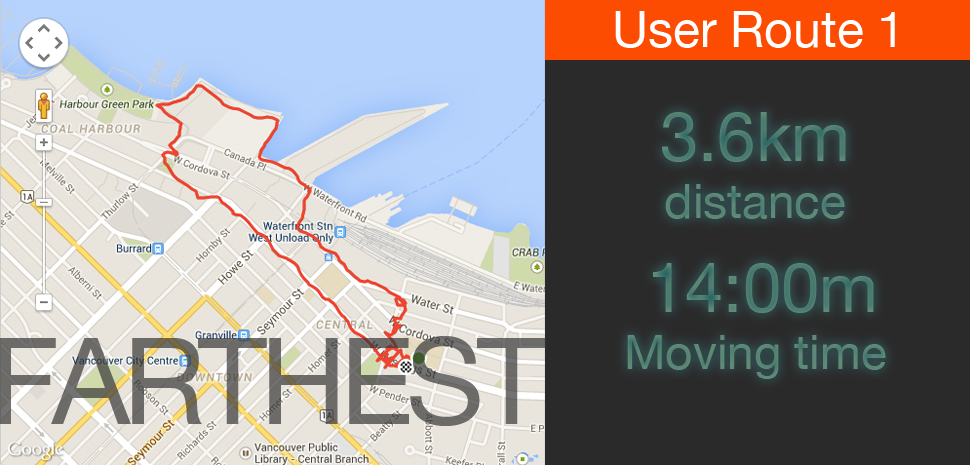 User Route 1
3.6km
distance
14:00m
Moving time
FARTHEST
Harbour Green Park
COAL HARBOUR
Canada Pl
W Cordova St
W Waterfront Rd
1A
Melville St
Thurlow St
Waterfront Stn
West Unload Only
CRAB
Burrard
Hornby St
Howe St
E Water
Alberni St
Seymour St
Water St
CENTRAL
Cordova St
Granville
Homer St
Vancouver City Centre
DOWNTOWN
1A
W Pender St
Robson St
Homer St
Beatty St
Abbott St
E P
Seymour St
Richards St
Vancouver Public
Library - Central Branch
Keefer
Google